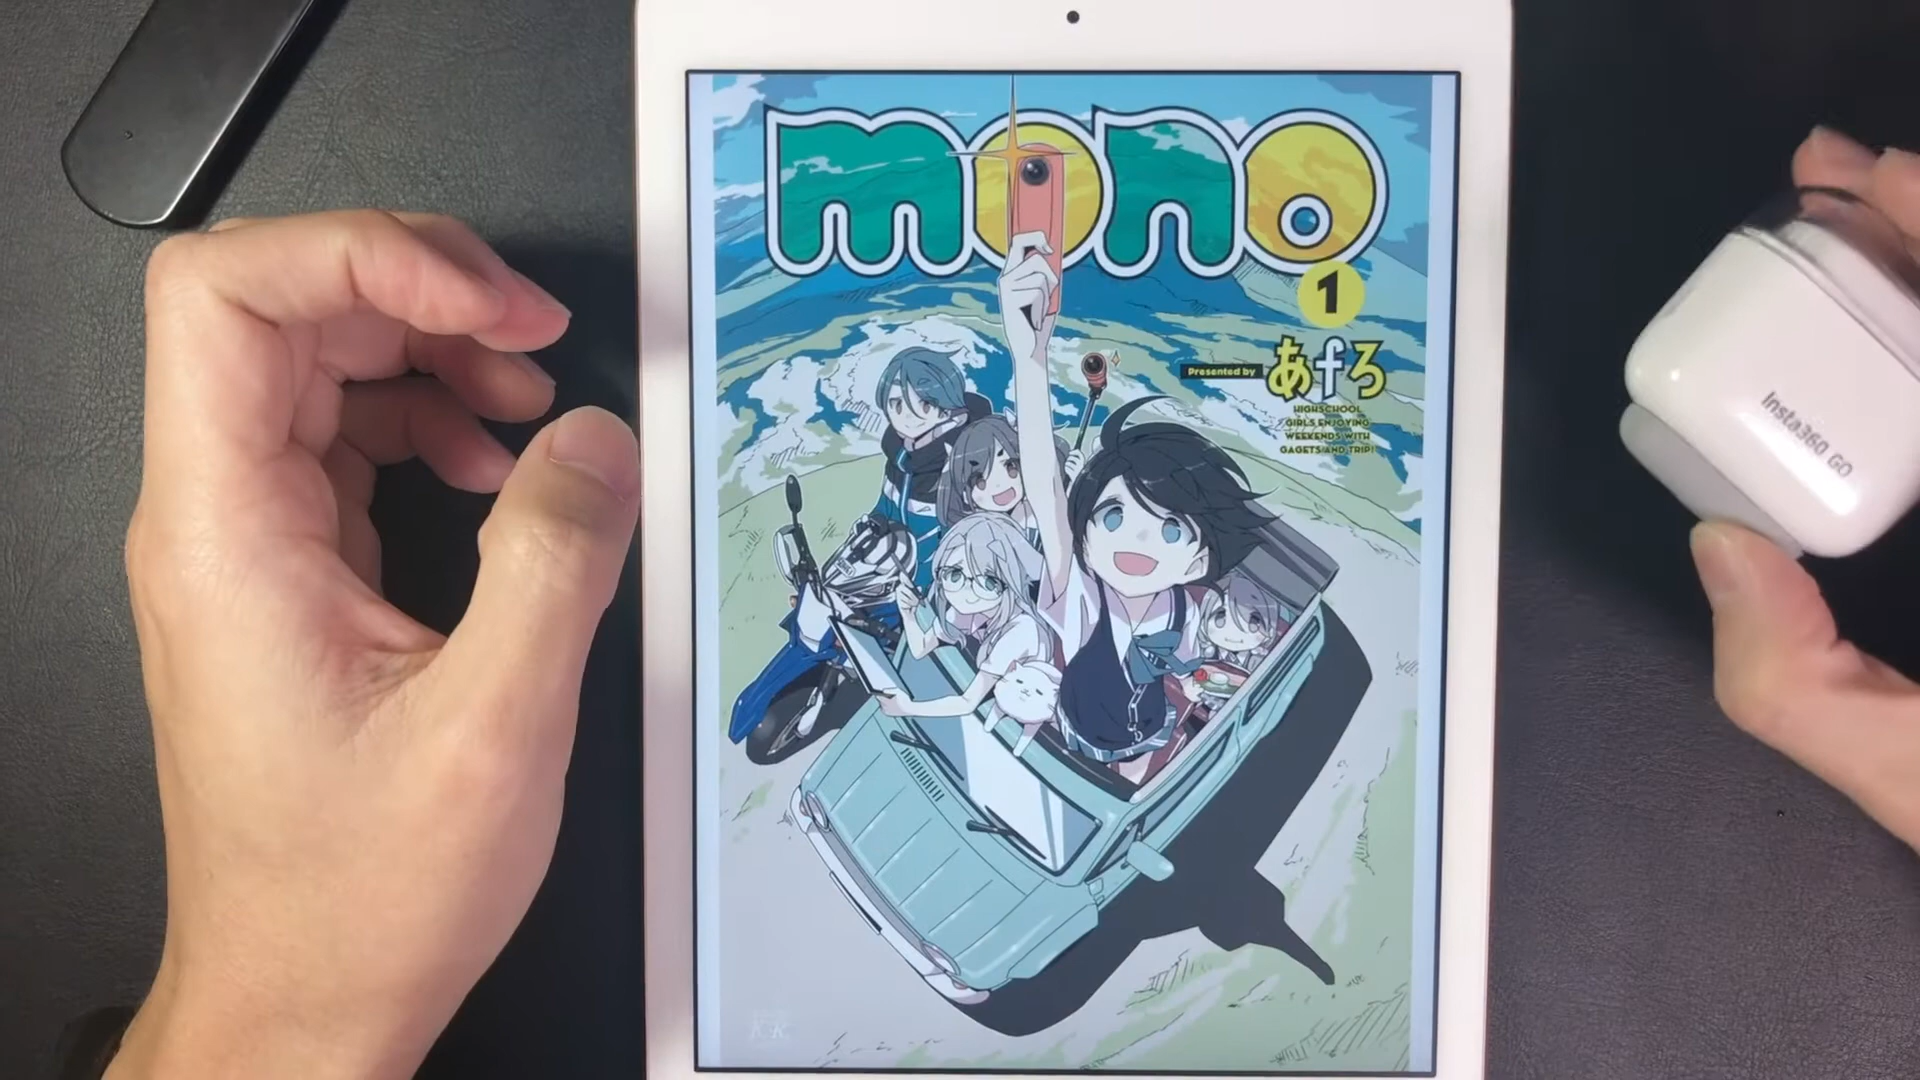 mono
1
Presented by あfろ
HIGHSCHOOL
GIRLS ENJOYING
WEEKENDS WITH
GAGETS AND TRIP!
Insta360 GO